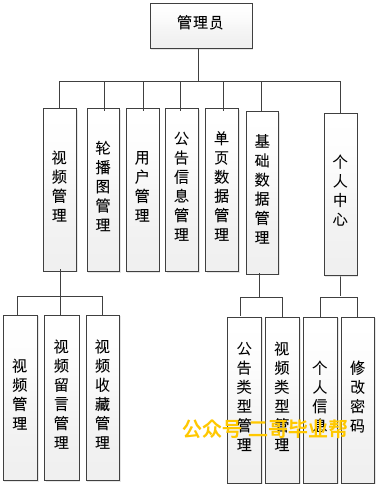 管理员
视频管理
轮播图管理
用户管理
公告信息管理
单页数据管理
基础数据管理
个人中心
视频管理
视频留言管理
视频收藏管理
公告类型管理
视频类型管理
个人信息
修改密码
公众号 二哥毕业帮